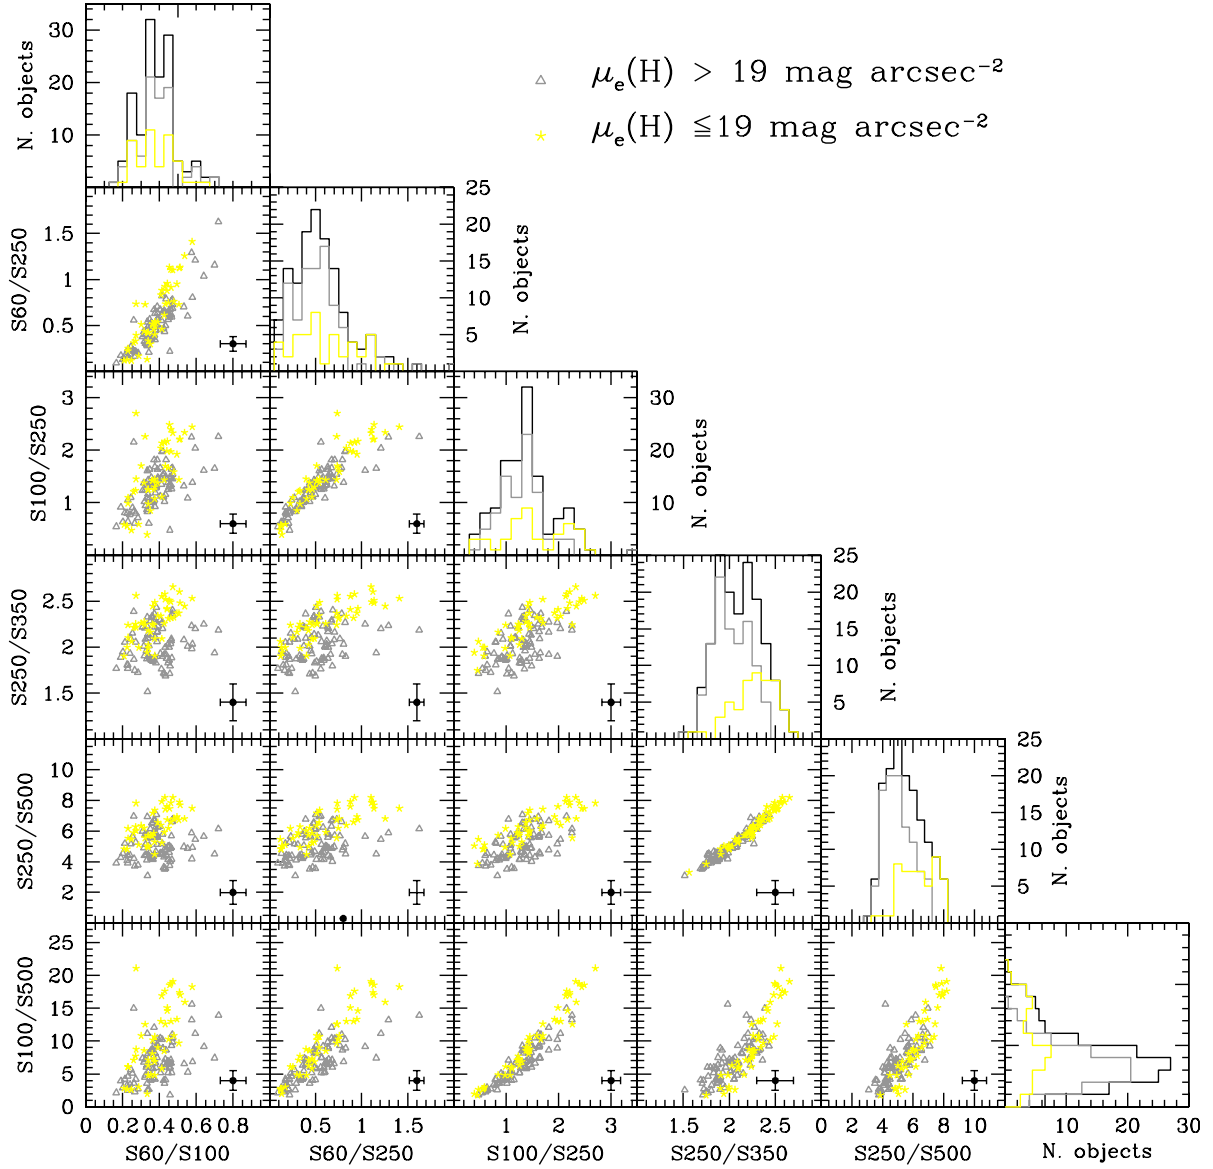 30
20
10
N. objects
μe(H) > 19 mag arcsec−2
μe(H) ≦19 mag arcsec−2
1.5
1
0.5
S60/S250
25
20
15
10
5
N. objects
3
2
1
S100/S250
30
20
10
N. objects
2.5
2
1.5
S250/S350
25
20
15
10
5
N. objects
10
8
6
4
2
S250/S500
25
20
15
10
5
N. objects
25
20
15
10
5
0
S100/S500
0 0.2 0.4 0.6 0.8
S60/S100
0.5 1 1.5
S60/S250
1 2 3
S100/S250
1.5 2 2.5
S250/S350
0 2 4 6 8 10
S250/S500
10 20 30
N. objects